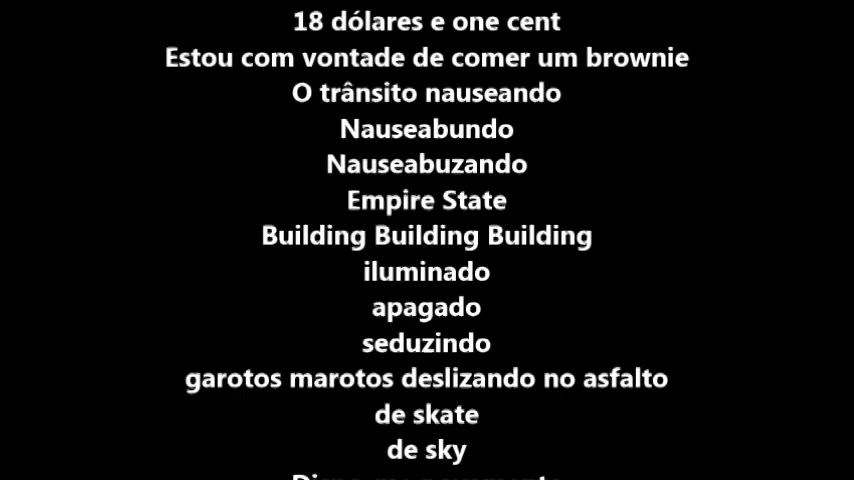 18 dólares e one cent
Estou com vontade de comer um brownie
O trânsito nauseando
Nauseabundo
Nauseabuzando
Empire State
Building Building Building
iluminado
apagado
seduzindo
garotos marotos deslizando no asfalto
de skate
de sky